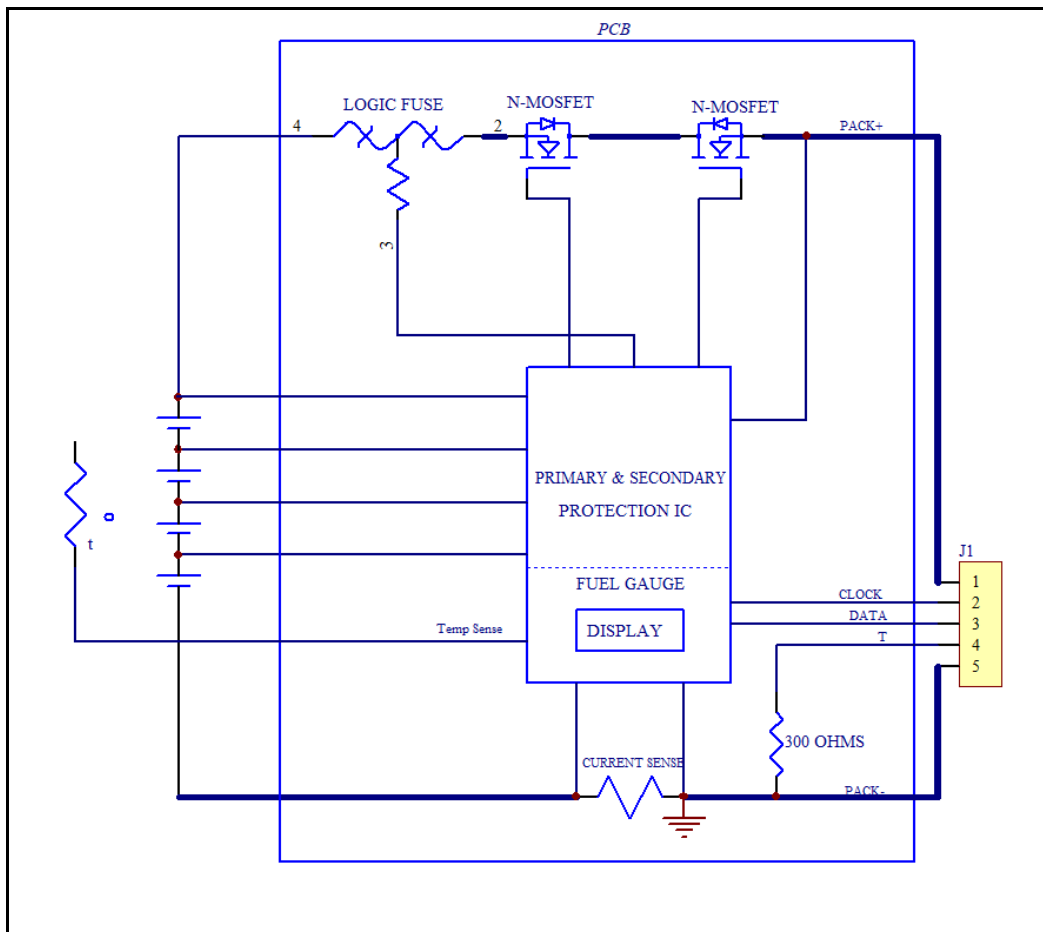 PCB
LOGIC FUSE
N-MOSFET
N-MOSFET
4
2
PACK+
3
PRIMARY & SECONDARY
PROTECTION IC
t
o
J1
FUEL GAUGE
1
CLOCK
2
DATA
3
DISPLAY
Temp Sense
T
4
5
300 OHMS
CURRENT SENSE
PACK-